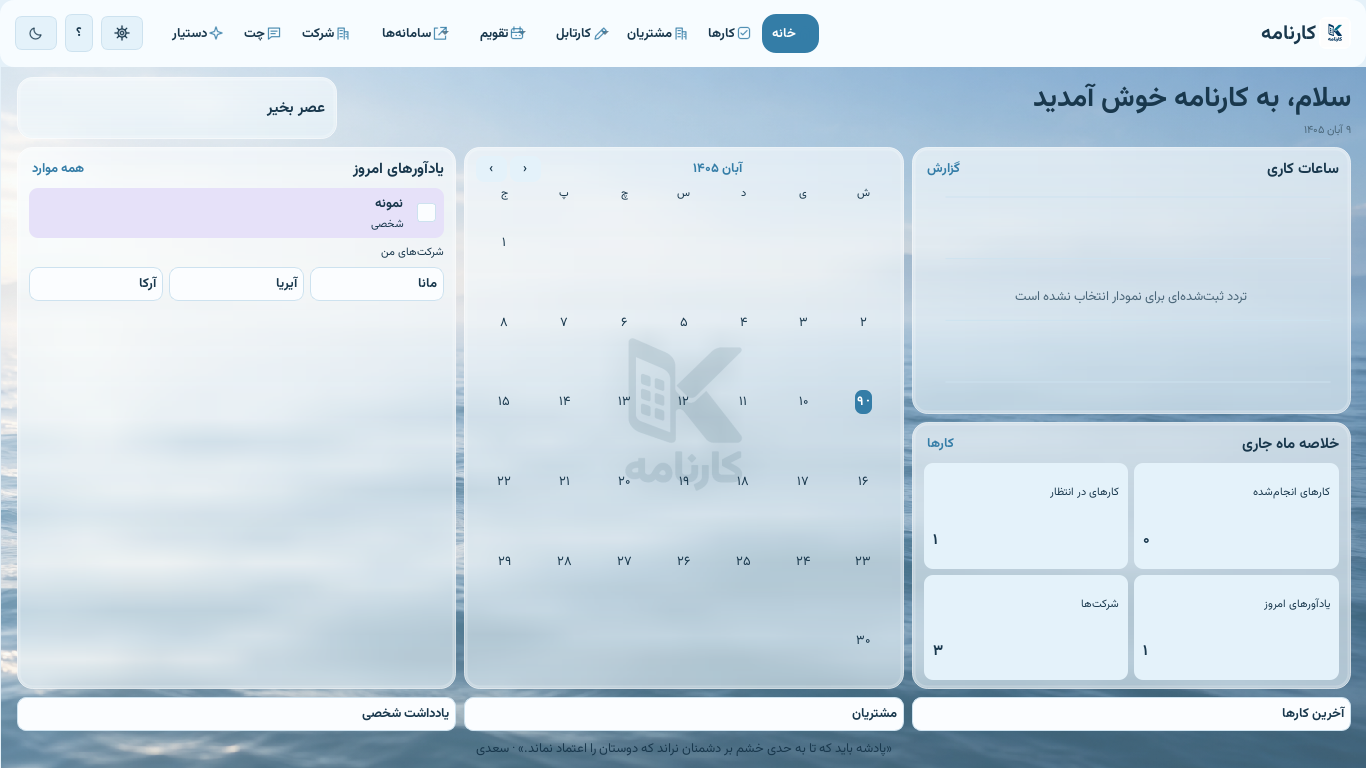 کارنامه
خانه
کارها
مشتریان
کارتابل
تقویم
سامانه‌ها
شرکت
چت
دستیار
؟
سلام، به کارنامه خوش آمدید
۹ آبان ۱۴۰۵
عصر بخیر
ساعات کاری
گزارش
تردد ثبت‌شده‌ای برای نمودار انتخاب نشده است
خلاصه ماه جاری
کارها
کارهای انجام‌شده
۰
کارهای در انتظار
۱
یادآورهای امروز
۱
شرکت‌ها
۳
آبان ۱۴۰۵
‹ ›
ش ی د س چ پ ج
۱
۲ ۳ ۴ ۵ ۶ ۷ ۸
۹ ۱۰ ۱۱ ۱۲ ۱۳ ۱۴ ۱۵
۱۶ ۱۷ ۱۸ ۱۹ ۲۰ ۲۱ ۲۲
۲۳ ۲۴ ۲۵ ۲۶ ۲۷ ۲۸ ۲۹
۳۰
کارنامه
یادآورهای امروز
همه موارد
نمونه
شخصی
شرکت‌های من
مانا
آیریا
آرکا
آخرین کارها
مشتریان
یادداشت شخصی
«پادشه باید که تا به حدی خشم بر دشمنان نراند که دوستان را اعتماد نماند.» · سعدی